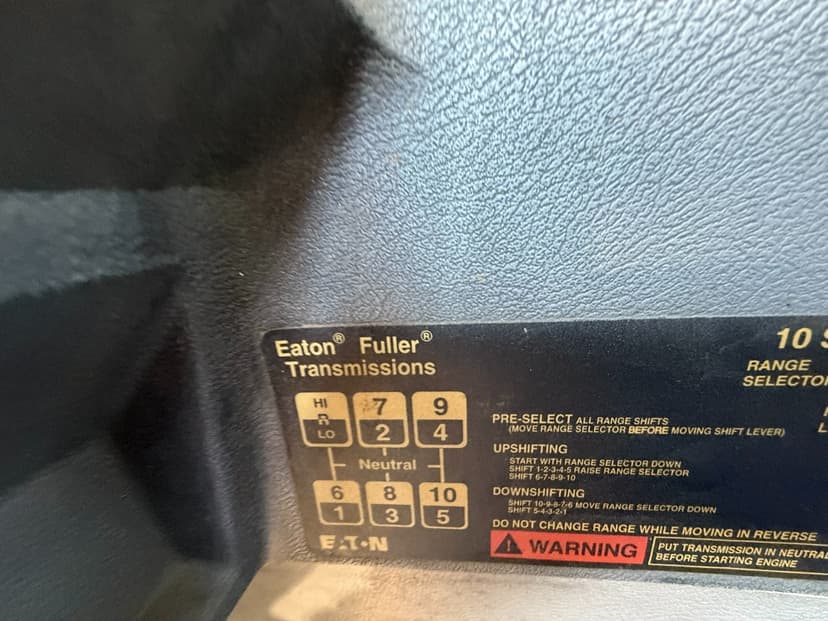 Eaton® Fuller®
Transmissions
10
RANGE
HI
R
LO
7
2
9
4
Neutral
6
1
8
3
10
5
EATON
PRE-SELECT ALL RANGE SHIFTS
(MOVE RANGE SELECTOR BEFORE MOVING SHIFT LEVER)
UPSHIFTING
START WITH RANGE SELECTOR DOWN
SHIFT 1-2-3-4-5 RAISE RANGE SELECTOR
SHIFT 6-7-8-9-10
DOWNSHIFTING
SHIFT 10-9-8-7-6 MOVE RANGE SELECTOR DOWN
SHIFT 5-4-3-2-1
DO NOT CHANGE RANGE WHILE MOVING IN REVERSE
WARNING
PUT TRANSMISSION IN NEUTRAL
BEFORE STARTING ENGINE